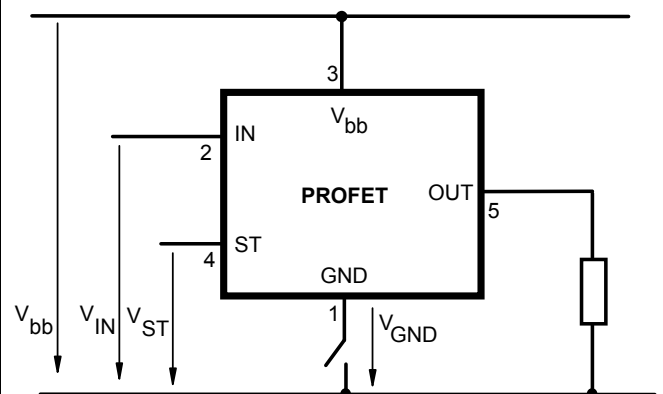 3
V_bb
IN
2
PROFET
OUT
5
ST
4
GND
1
V_bb
V_IN
V_ST
V_GND